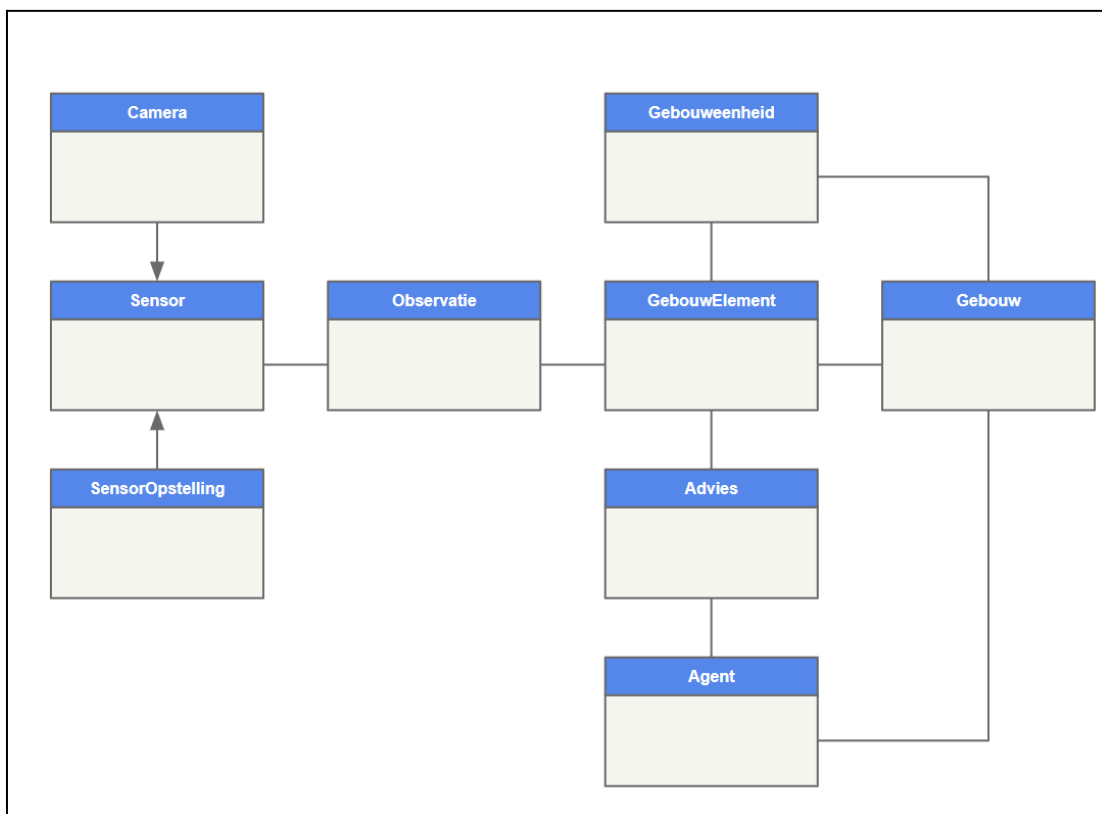 Camera
Gebouweenheid
Sensor
Observatie
GebouwElement
Gebouw
SensorOpstelling
Advies
Agent